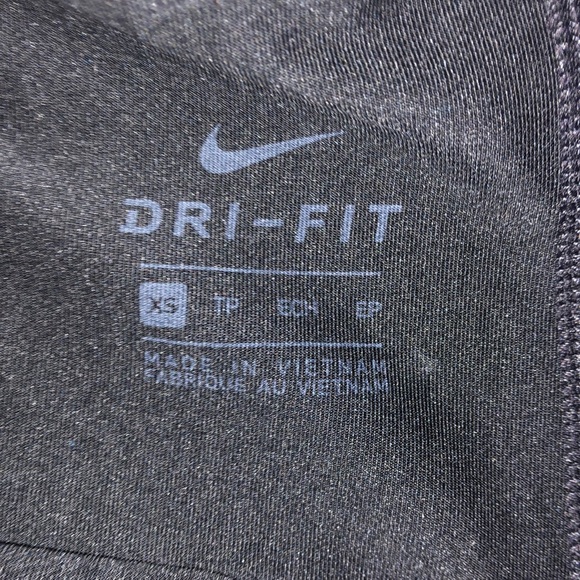 DRI-FIT
XS TP ECH EP
MADE IN VIETNAM
FABRIQUE AU VIETNAM